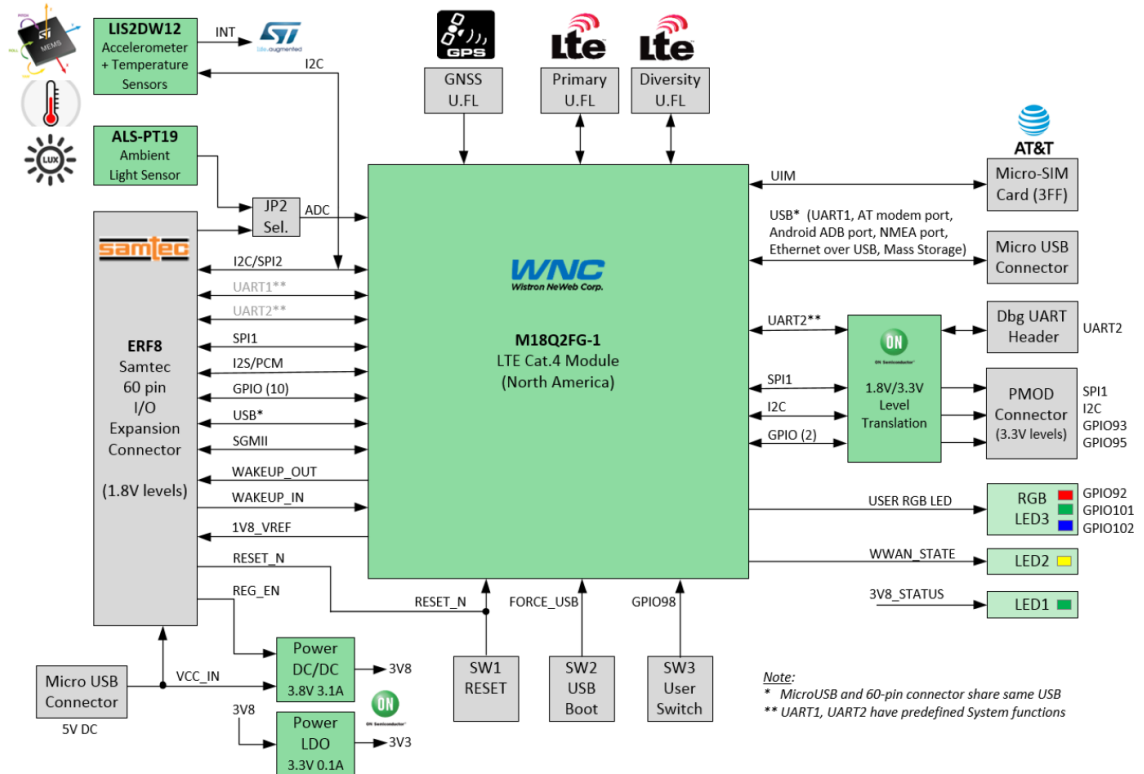 MEMS
LIS2DW12
Accelerometer
+ Temperature
Sensors
INT
I2C
life.augmented
GPS
GNSS
U.FL
Lte
Primary
U.FL
Lte
Diversity
U.FL
LUX
ALS-PT19
Ambient
Light Sensor
JP2
Sel.
ADC
AT&T
Micro-SIM
Card (3FF)
UIM
USB* (UART1, AT modem port,
Android ADB port, NMEA port,
Ethernet over USB, Mass Storage)
Micro USB
Connector
samtec
ERF8
Samtec
60 pin
I/O
Expansion
Connector
(1.8V levels)
I2C/SPI2
UART1**
UART2**
SPI1
I2S/PCM
GPIO (10)
USB*
SGMII
WAKEUP_OUT
WAKEUP_IN
1V8_VREF
RESET_N
REG_EN
WNC
Wistron NeWeb Corp.
M18Q2FG-1
LTE Cat.4 Module
(North America)
UART2**
SPI1
I2C
GPIO (2)
ON
ON Semiconductor
1.8V/3.3V
Level
Translation
Dbg UART
Header
UART2
PMOD
Connector
(3.3V levels)
SPI1
I2C
GPIO93
GPIO95
USER RGB LED
RGB
LED3
GPIO92
GPIO101
GPIO102
WWAN_STATE
LED2
3V8_STATUS
LED1
RESET_N
FORCE_USB
GPIO98
SW1
RESET
SW2
USB
Boot
SW3
User
Switch
Micro USB
Connector
5V DC
VCC_IN
Power
DC/DC
3.8V 3.1A
3V8
ON
ON Semiconductor
3V8
Power
LDO
3.3V 0.1A
3V3
Note:
* MicroUSB and 60-pin connector share same USB
** UART1, UART2 have predefined System functions